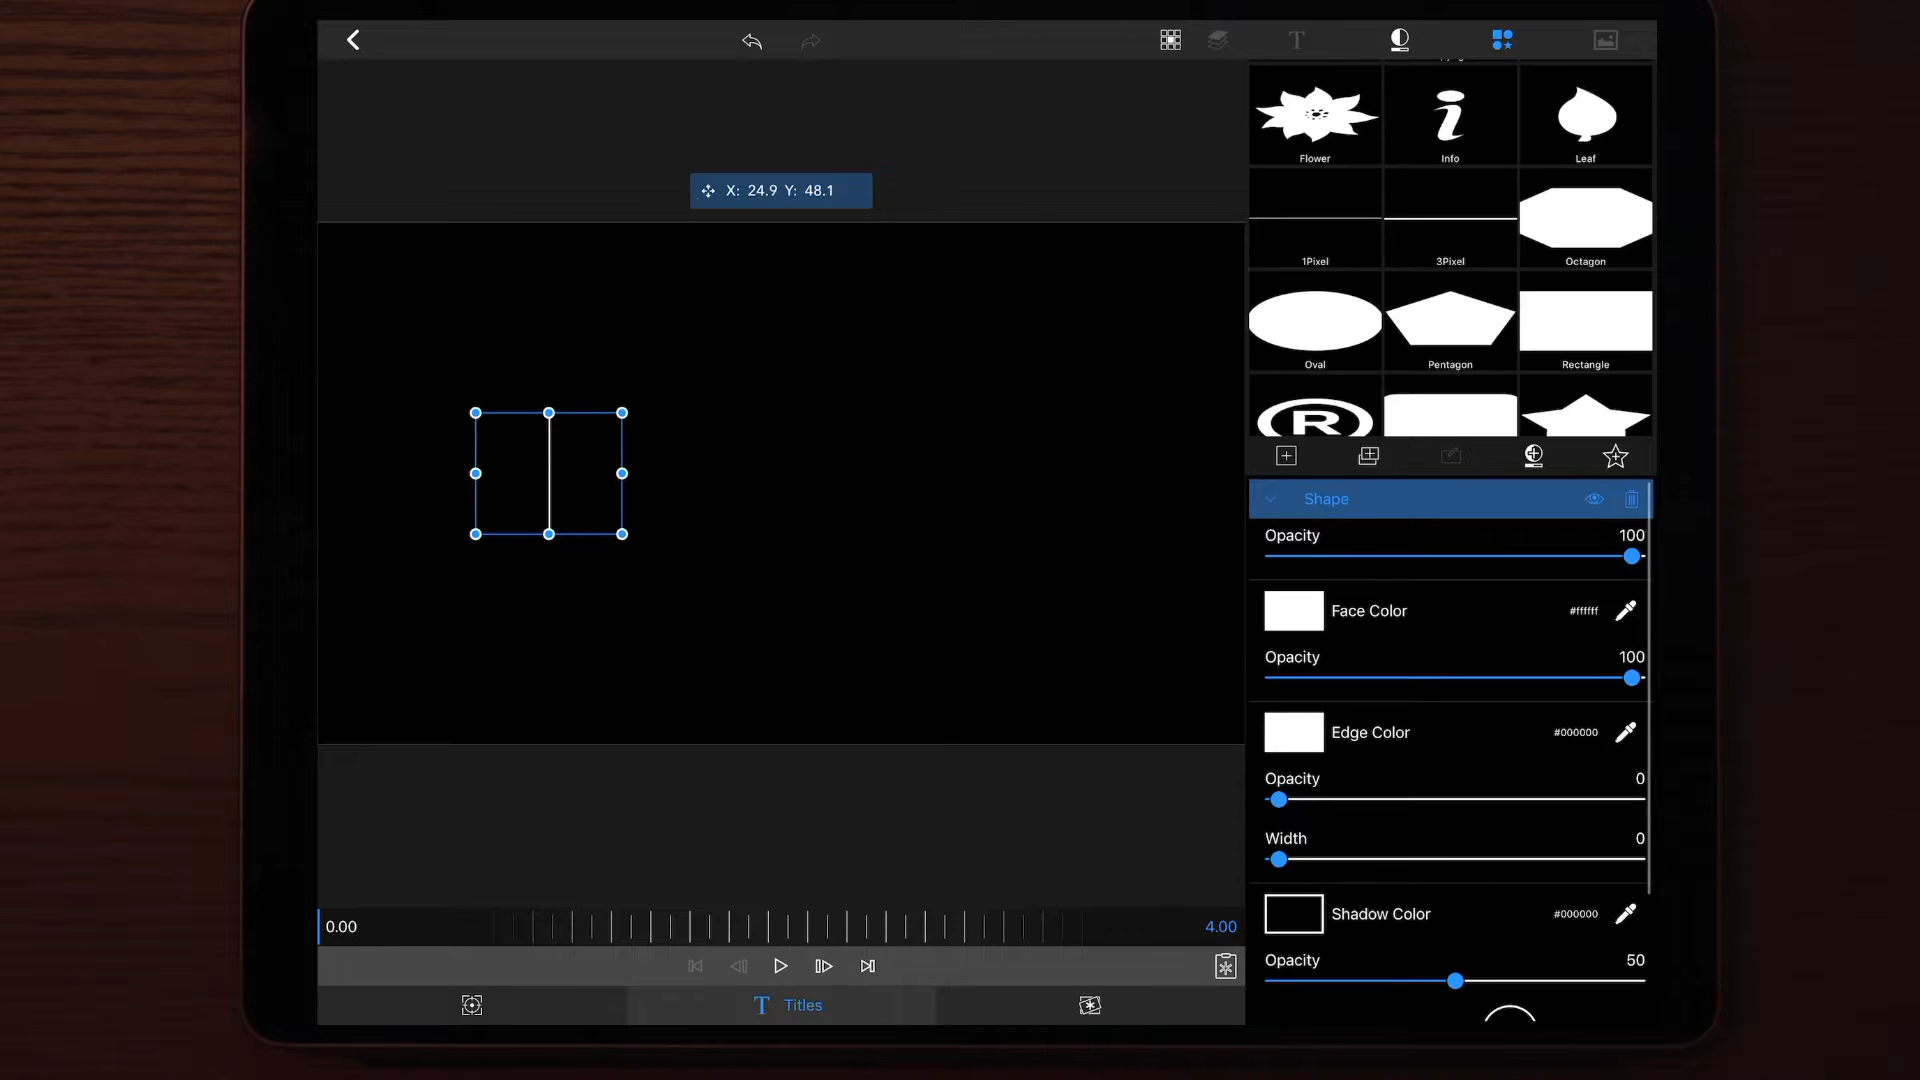 T
Flower
Info
Leaf
X: 24.9 Y: 48.1
1Pixel
3Pixel
Octagon
Oval
Pentagon
Rectangle
R
Shape
Opacity 100
Face Color #ffffff
Opacity 100
Edge Color #000000
Opacity 0
Width 0
Shadow Color #000000
Opacity 50
0.00
4.00
T Titles